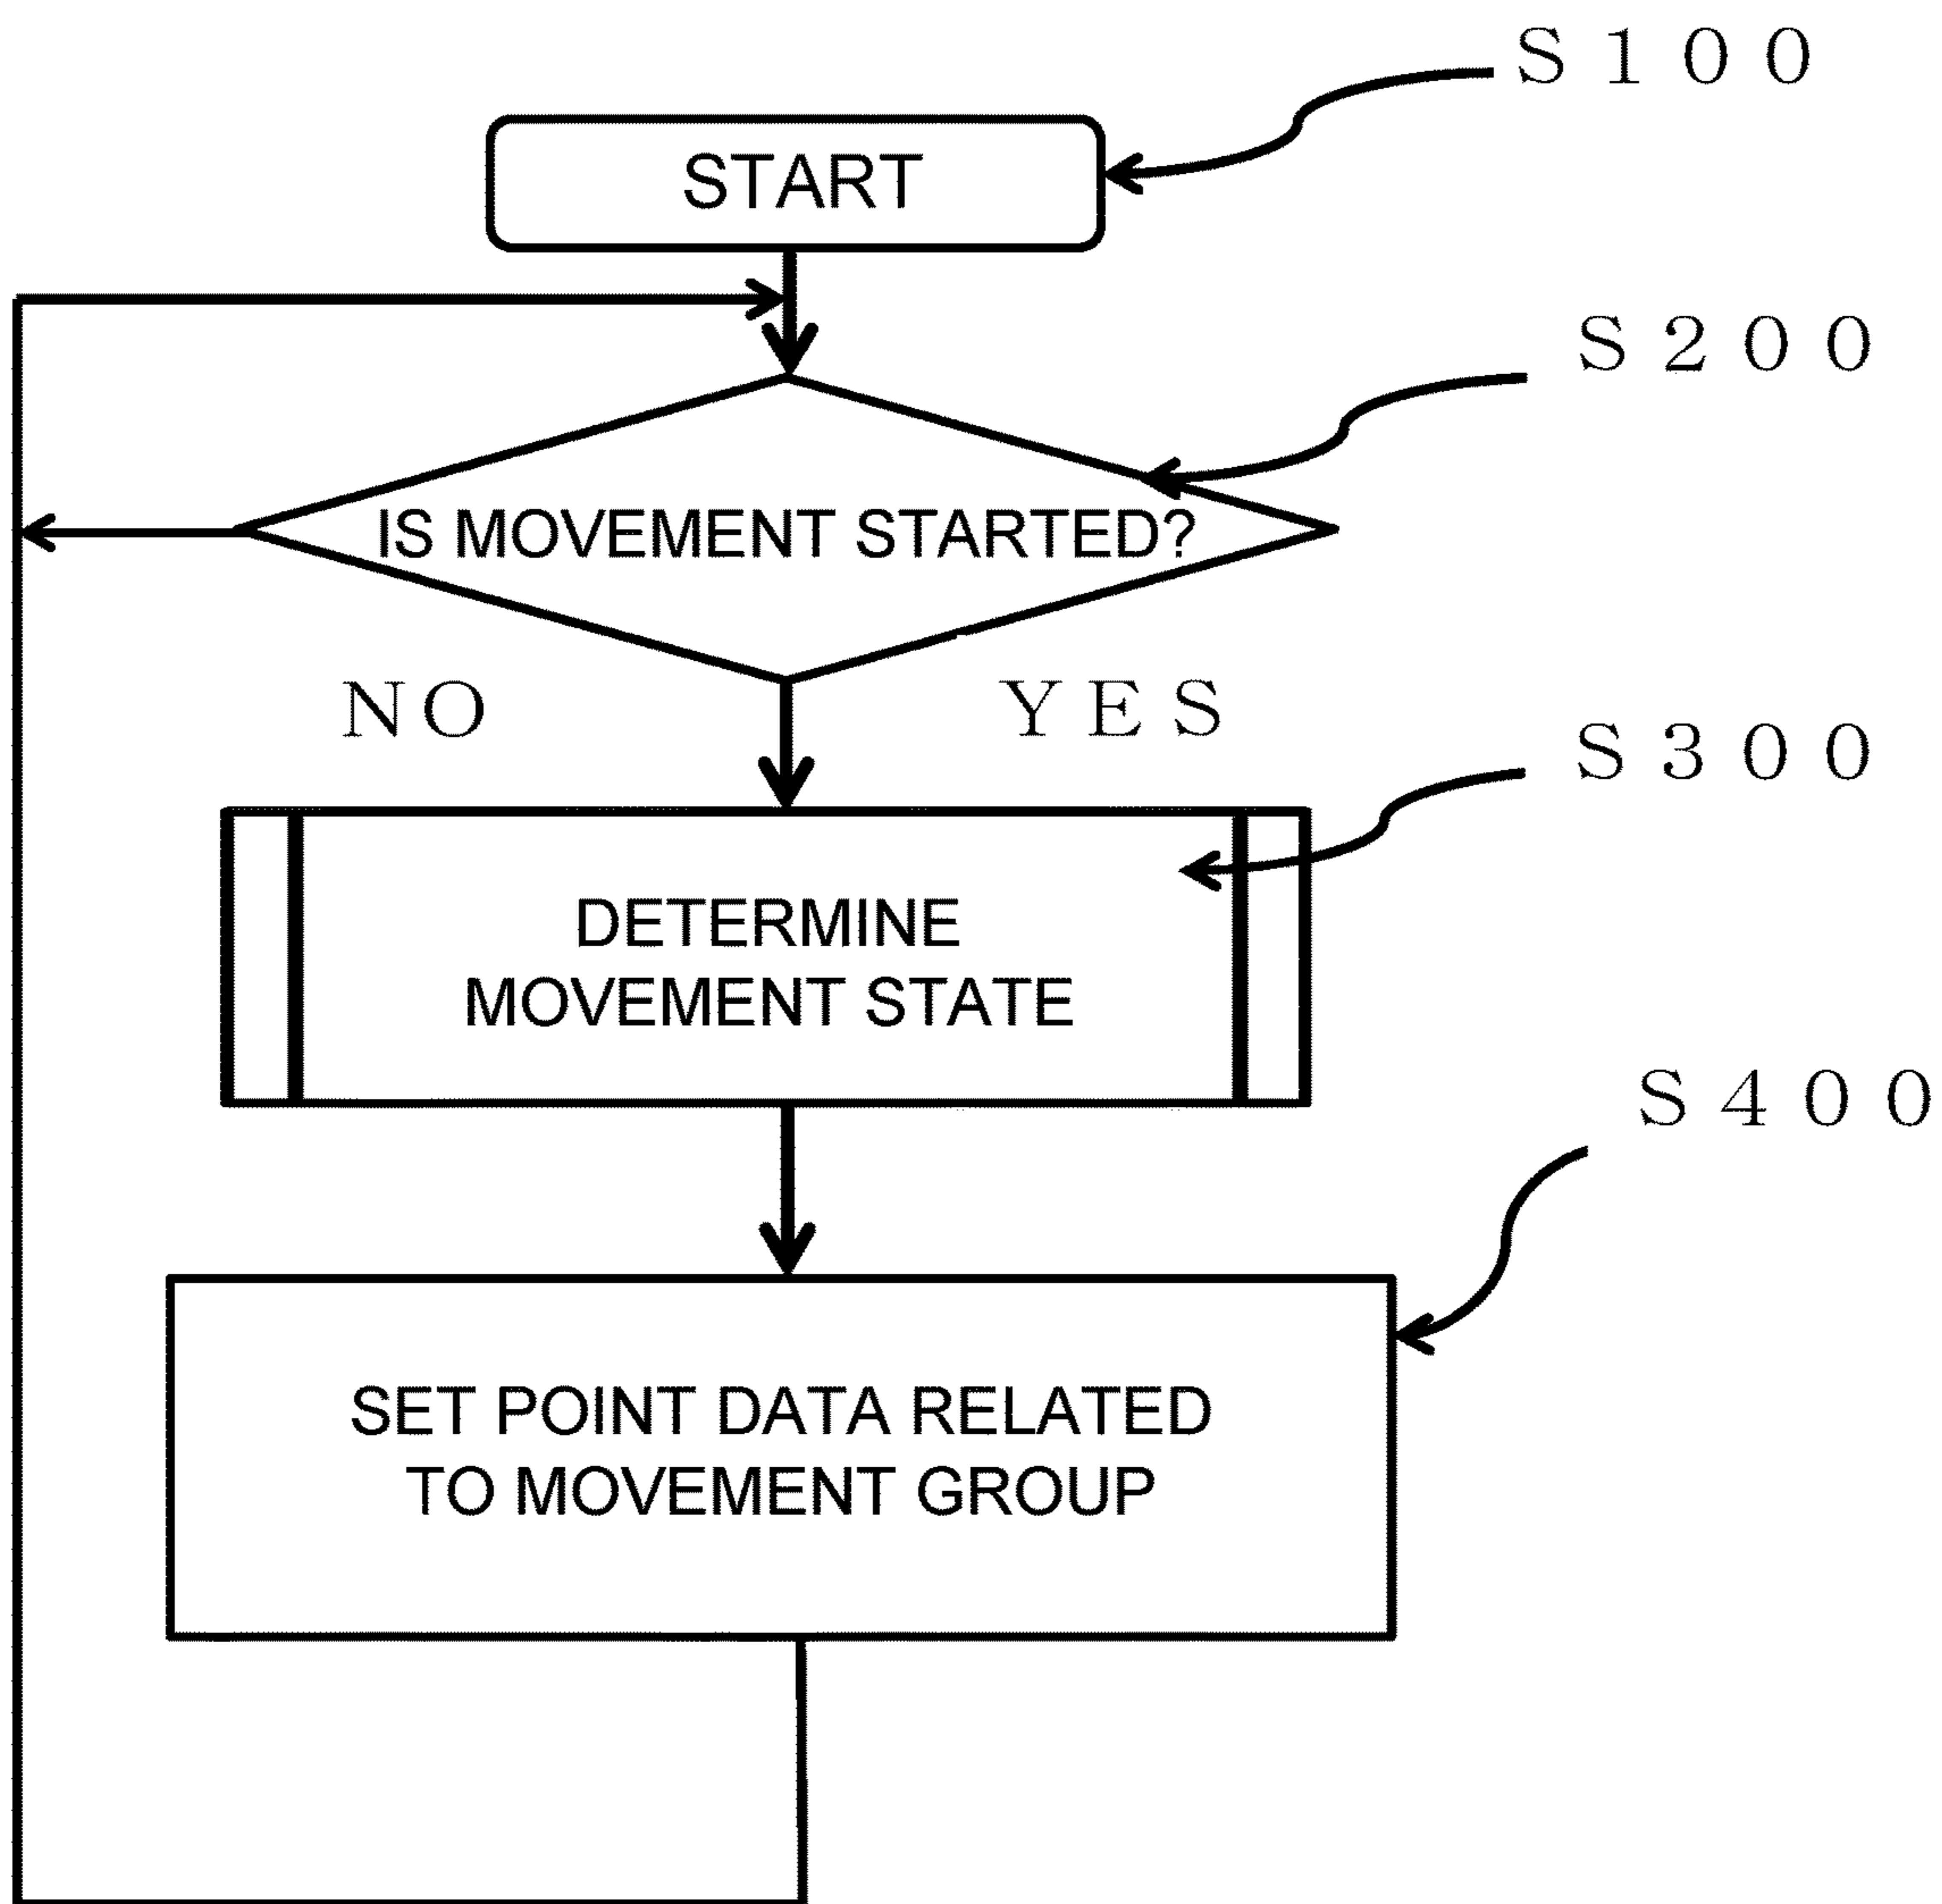 S100
START
S200
IS MOVEMENT STARTED?
NO
YES
S300
DETERMINE
MOVEMENT STATE
S400
SET POINT DATA RELATED
TO MOVEMENT GROUP